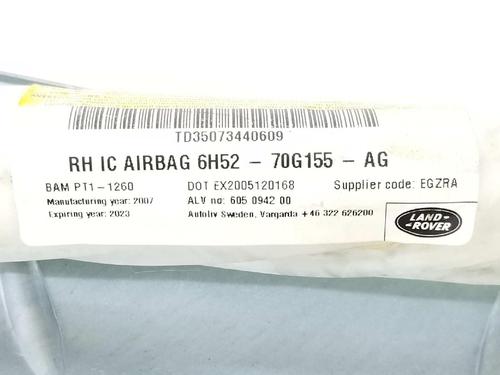 TD35073440609
RH IC AIRBAG 6H52 - 70G155 - AG
BAM PT1-1260 DOT EX2005120168 Supplier code: EGZRA
Manufacturing year: 2007 ALV no: 605 0942 00
Expiring year: 2023 Autoliv Sweden, Vargarda +46 322 626200
LAND-
ROVER